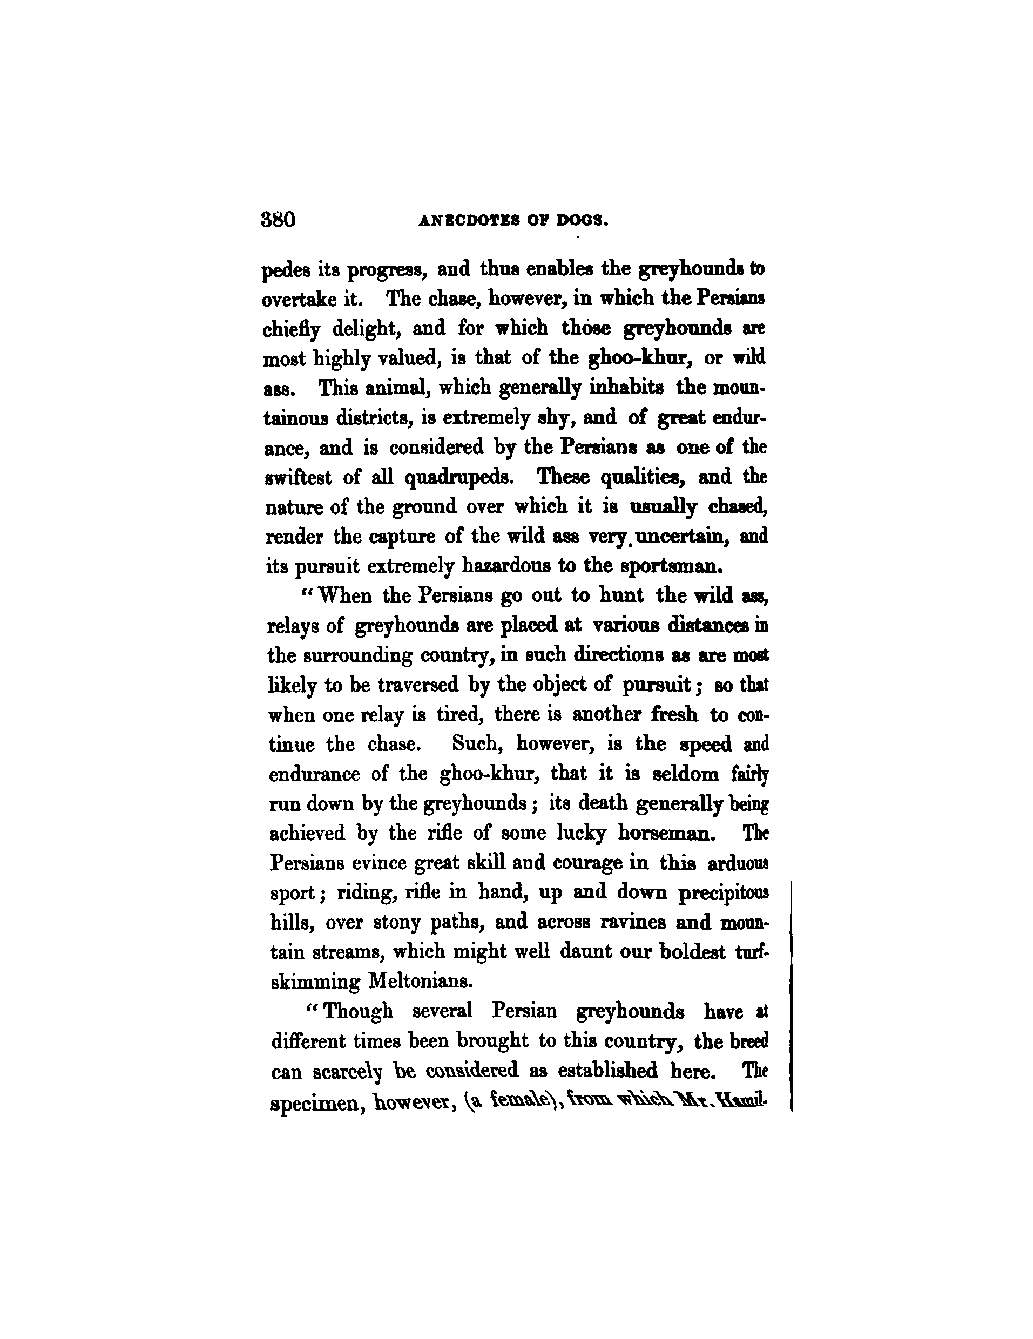 380 ANECDOTES OF DOGS.
pedes its progress, and thus enables the greyhounds to
overtake it. The chase, however, in which the Persians
chiefly delight, and for which those greyhounds are
most highly valued, is that of the ghoo-khur, or wild
ass. This animal, which generally inhabits the moun-
tainous districts, is extremely shy, and of great endur-
ance, and is considered by the Persians as one of the
swiftest of all quadrupeds. These qualities, and the
nature of the ground over which it is usually chased,
render the capture of the wild ass very uncertain, and
its pursuit extremely hazardous to the sportsman.
"When the Persians go out to hunt the wild ass,
relays of greyhounds are placed at various distances in
the surrounding country, in such directions as are most
likely to be traversed by the object of pursuit; so that
when one relay is tired, there is another fresh to con-
tinue the chase. Such, however, is the speed and
endurance of the ghoo-khur, that it is seldom fairly
run down by the greyhounds; its death generally being
achieved by the rifle of some lucky horseman. The
Persians evince great skill and courage in this arduous
sport; riding, rifle in hand, up and down precipitous
hills, over stony paths, and across ravines and moun-
tain streams, which might well daunt our boldest turf-
skimming Meltonians.
"Though several Persian greyhounds have at
different times been brought to this country, the breed
can scarcely be considered as established here. The
specimen, however, (a female), from which Mr. Hamil-